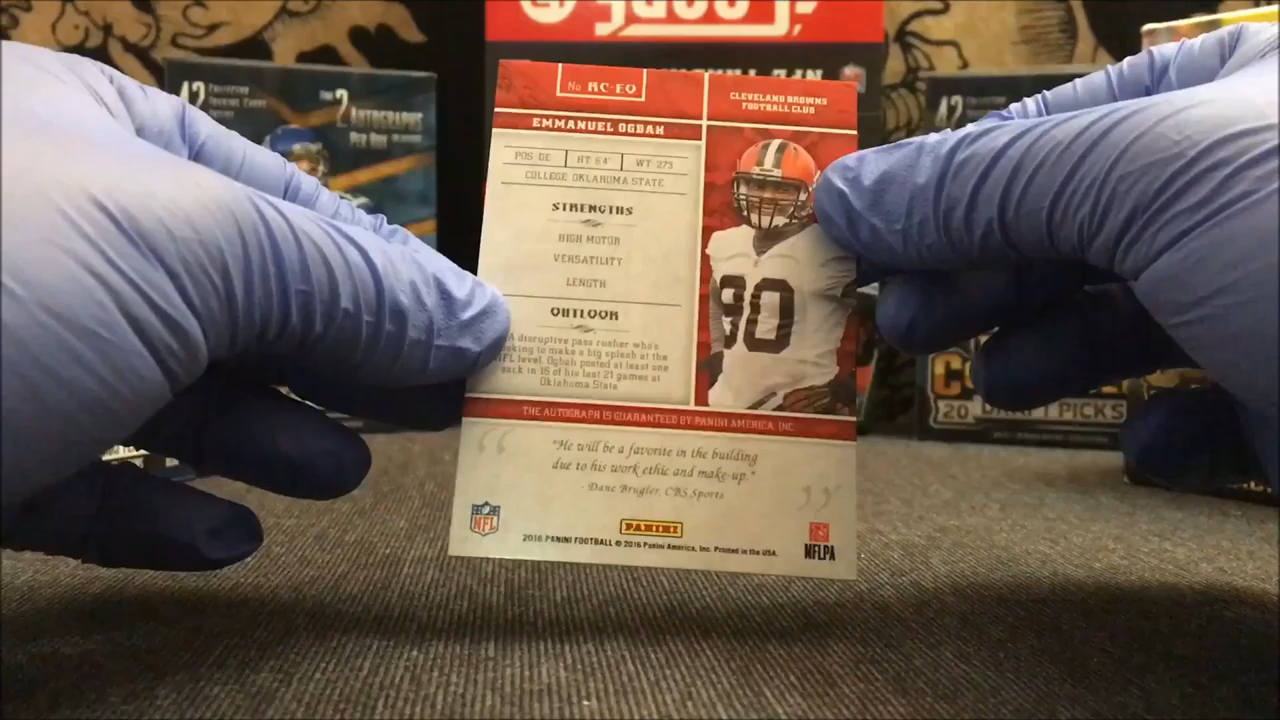 42
2 AUTOGRAPHS
PER BOX
42
No RC-EO
CLEVELAND BROWNS
FOOTBALL CLUB
EMMANUEL OGBAH
POS DE HT 6'4" WT 273
COLLEGE OKLAHOMA STATE
STRENGTHS
HIGH MOTOR
VERSATILITY
LENGTH
90
OUTLOOK
A disruptive pass rusher who's
to make a big splash at the
NFL level. Ogbah posted at least one
sack in 16 of his last 21 games at
Oklahoma State
THE AUTOGRAPH IS GUARANTEED BY PANINI AMERICA, INC.
20 DRAFT PICKS
"He will be a favorite in the building
due to his work ethic and make-up."
- Dane Brugler, CBS Sports
NFL
PANINI
2016 PANINI FOOTBALL © 2016 Panini America, Inc. Printed in the USA.
NFLPA